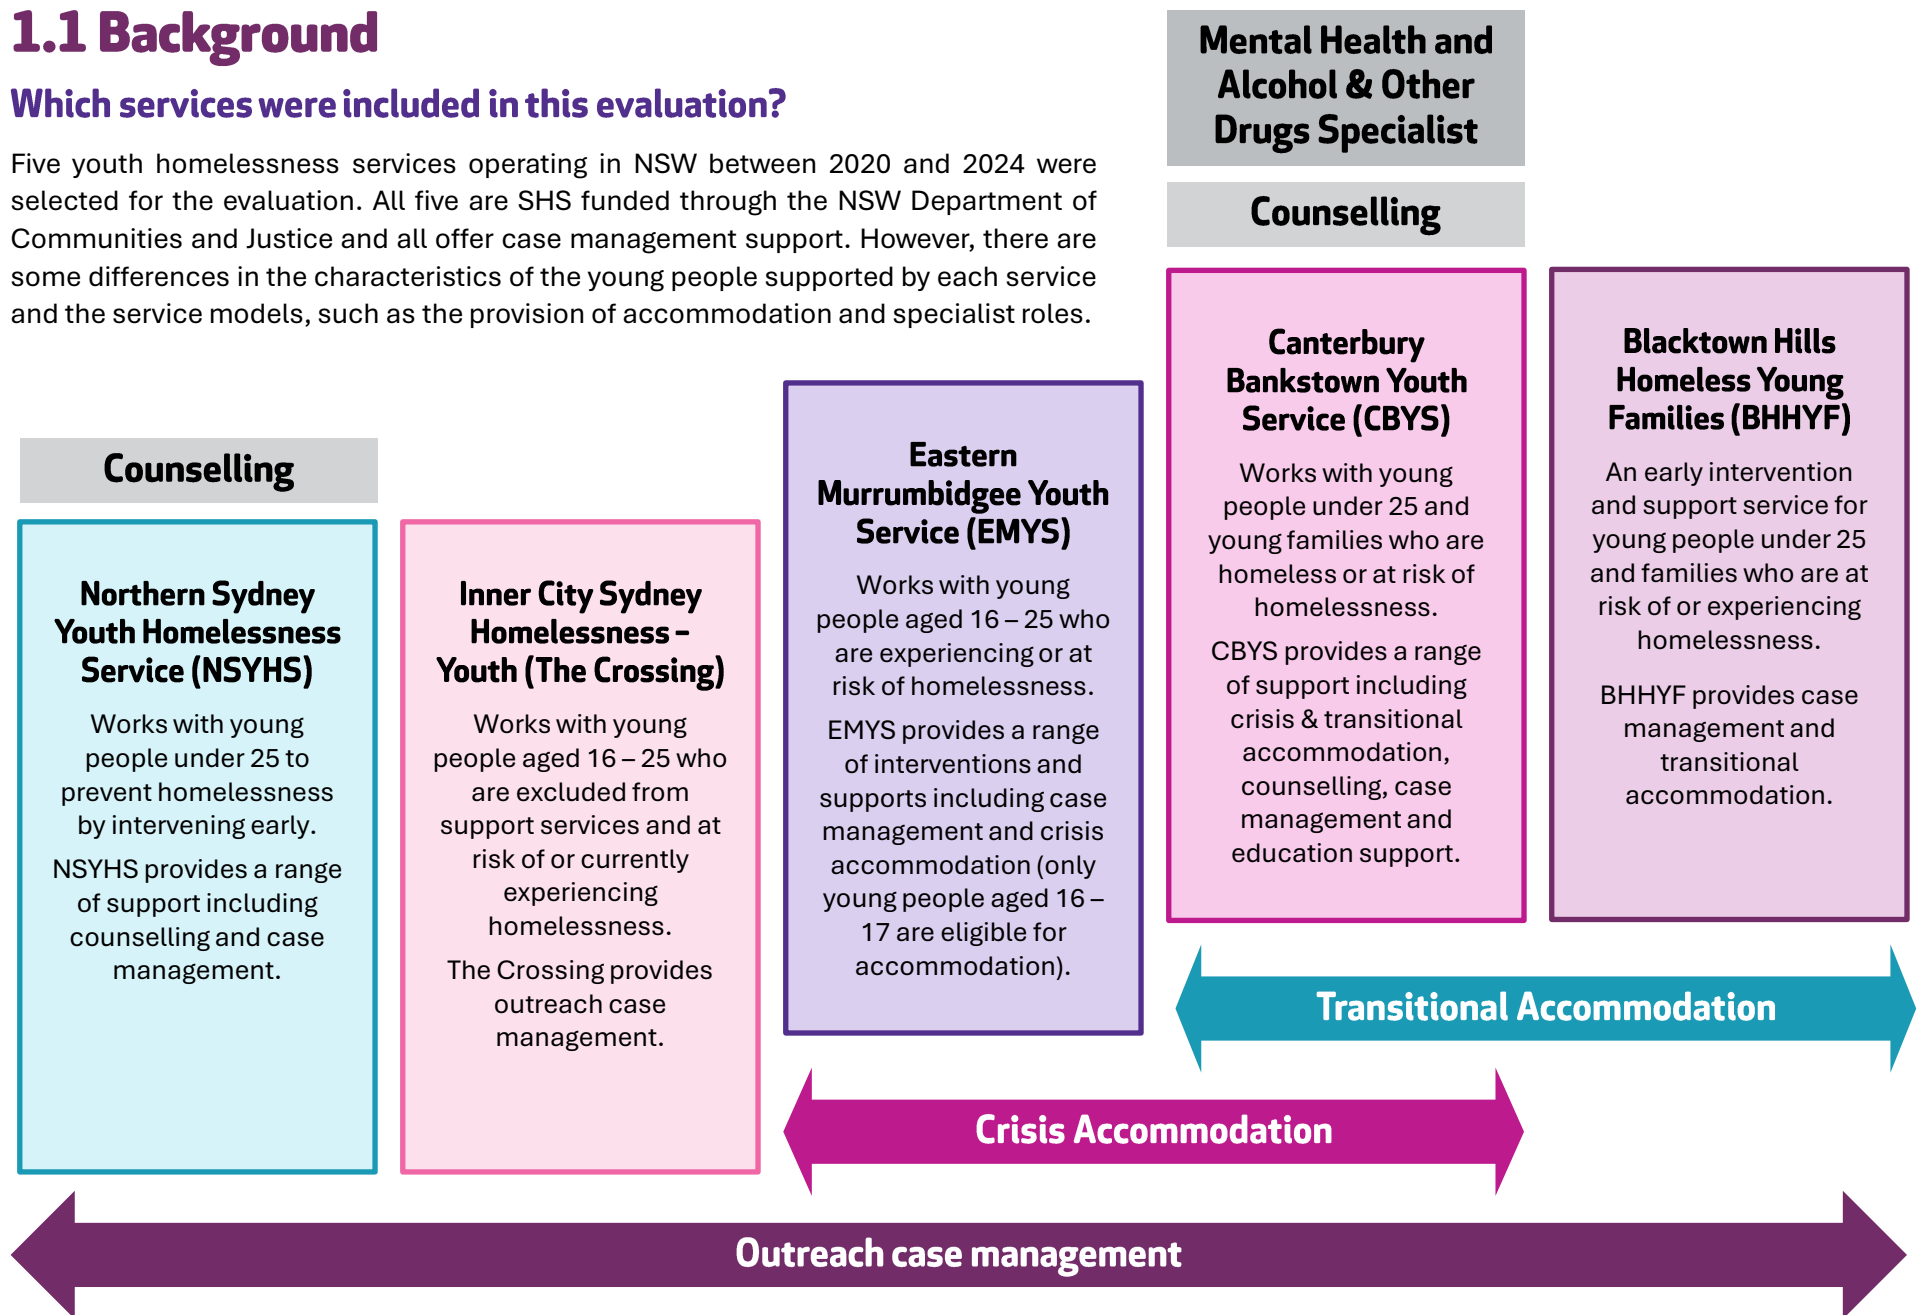 1.1 Background
Which services were included in this evaluation?
Five youth homelessness services operating in NSW between 2020 and 2024 were
selected for the evaluation. All five are SHS funded through the NSW Department of
Communities and Justice and all offer case management support. However, there are
some differences in the characteristics of the young people supported by each service
and the service models, such as the provision of accommodation and specialist roles.
Counselling
Northern Sydney
Youth Homelessness
Service (NSYHS)
Works with young
people under 25 to
prevent homelessness
by intervening early.
NSYHS provides a range
of support including
counselling and case
management.
Inner City Sydney
Homelessness –
Youth (The Crossing)
Works with young
people aged 16 – 25 who
are excluded from
support services and at
risk of or currently
experiencing
homelessness.
The Crossing provides
outreach case
management.
Eastern
Murrumbidgee Youth
Service (EMYS)
Works with young
people aged 16 – 25 who
are experiencing or at
risk of homelessness.
EMYS provides a range
of interventions and
supports including case
management and crisis
accommodation (only
young people aged 16 –
17 are eligible for
accommodation).
Mental Health and
Alcohol & Other
Drugs Specialist
Counselling
Canterbury
Bankstown Youth
Service (CBYS)
Works with young
people under 25 and
young families who are
homeless or at risk of
homelessness.
CBYS provides a range
of support including
crisis & transitional
accommodation,
counselling, case
management and
education support.
Blacktown Hills
Homeless Young
Families (BHHYF)
An early intervention
and support service for
young people under 25
and families who are at
risk of or experiencing
homelessness.
BHHYF provides case
management and
transitional
accommodation.
Transitional Accommodation
Crisis Accommodation
Outreach case management